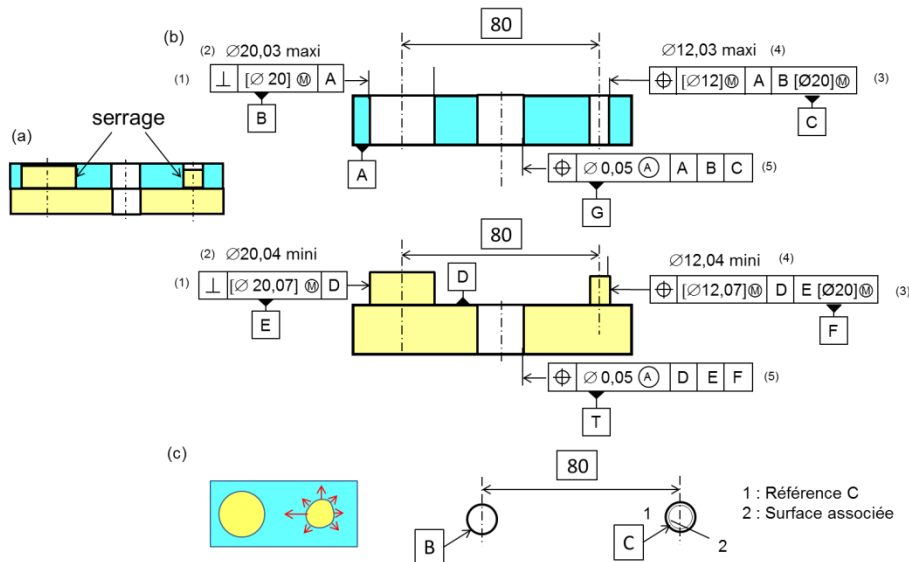 (b)
80
(2) ∅20,03 maxi
∅12,03 maxi (4)
(1) ⊥ [∅ 20] Ⓜ A
⌖ [∅12]Ⓜ A B [Ø20]Ⓜ (3)
B
C
serrage
(a)
A
⌖ ∅ 0,05 Ⓐ A B C (5)
G
80
(2) ∅20,04 mini
∅12,04 mini (4)
D
(1) ⊥ [∅ 20,07] Ⓜ D
⌖ [∅12,07]Ⓜ D E [Ø20]Ⓜ (3)
E
F
⌖ ∅ 0,05 Ⓐ D E F (5)
T
(c)
80
1 : Référence C
1
2 : Surface associée
B
C
2